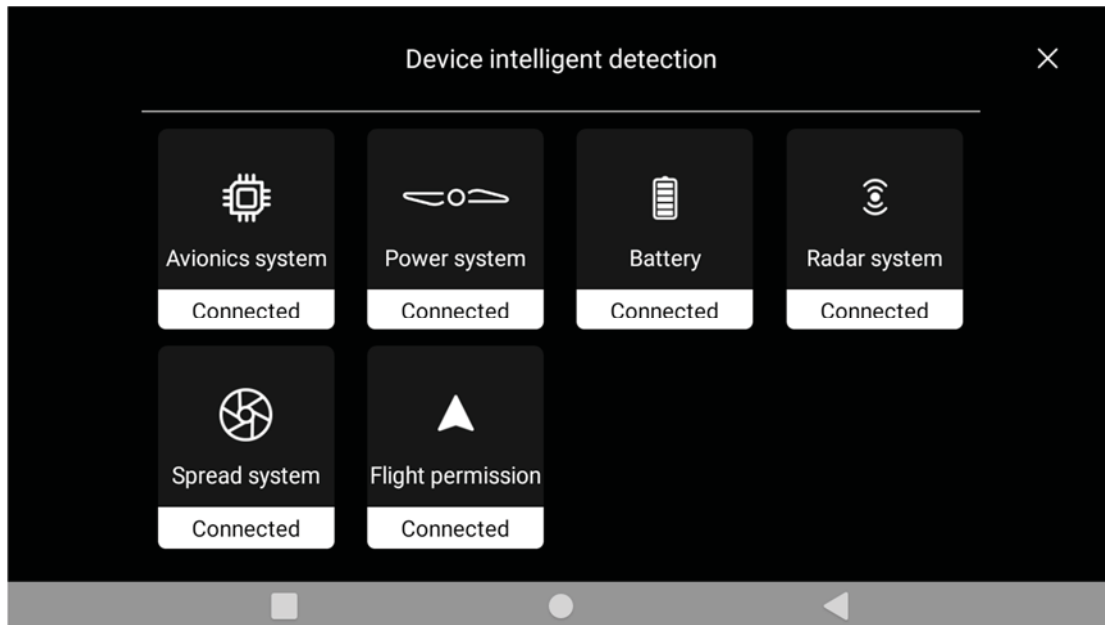 Device intelligent detection
Avionics system
Power system
Battery
Radar system
Connected
Connected
Connected
Connected
Spread system
Flight permission
Connected
Connected